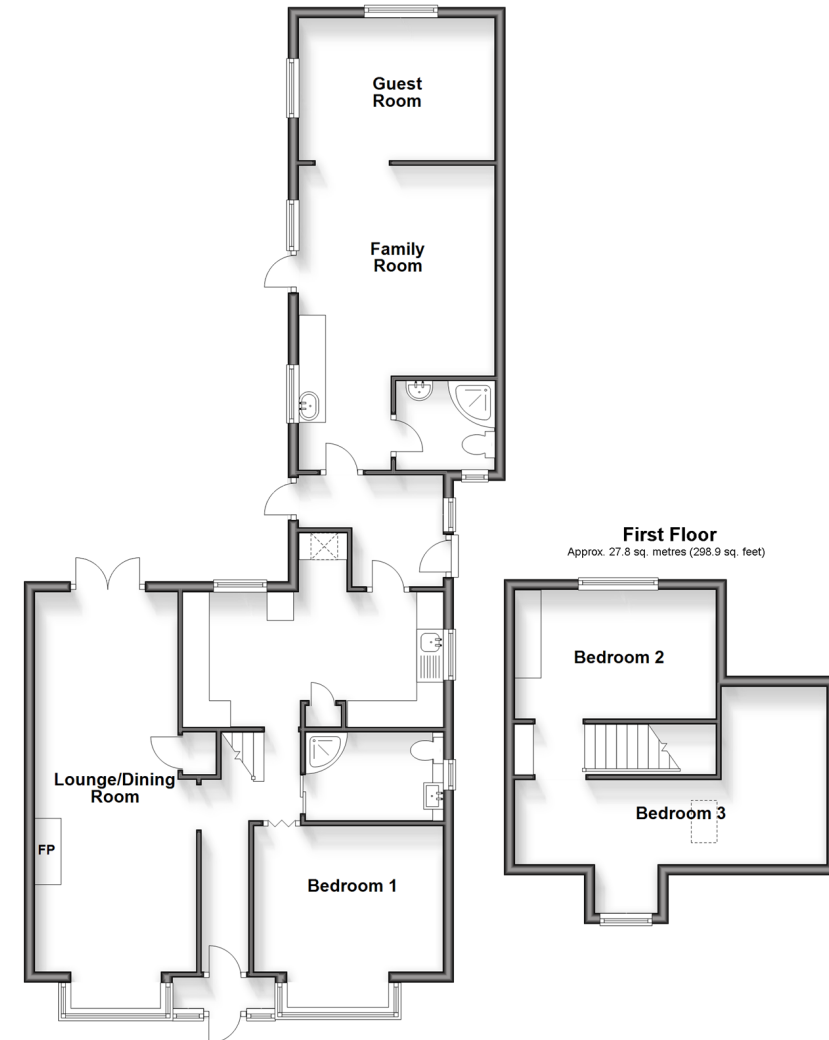 Guest
Room
Family
Room
First Floor
Approx. 27.8 sq. metres (298.9 sq. feet)
Bedroom 2
Lounge/Dining
Room
Bedroom 3
FP
Bedroom 1